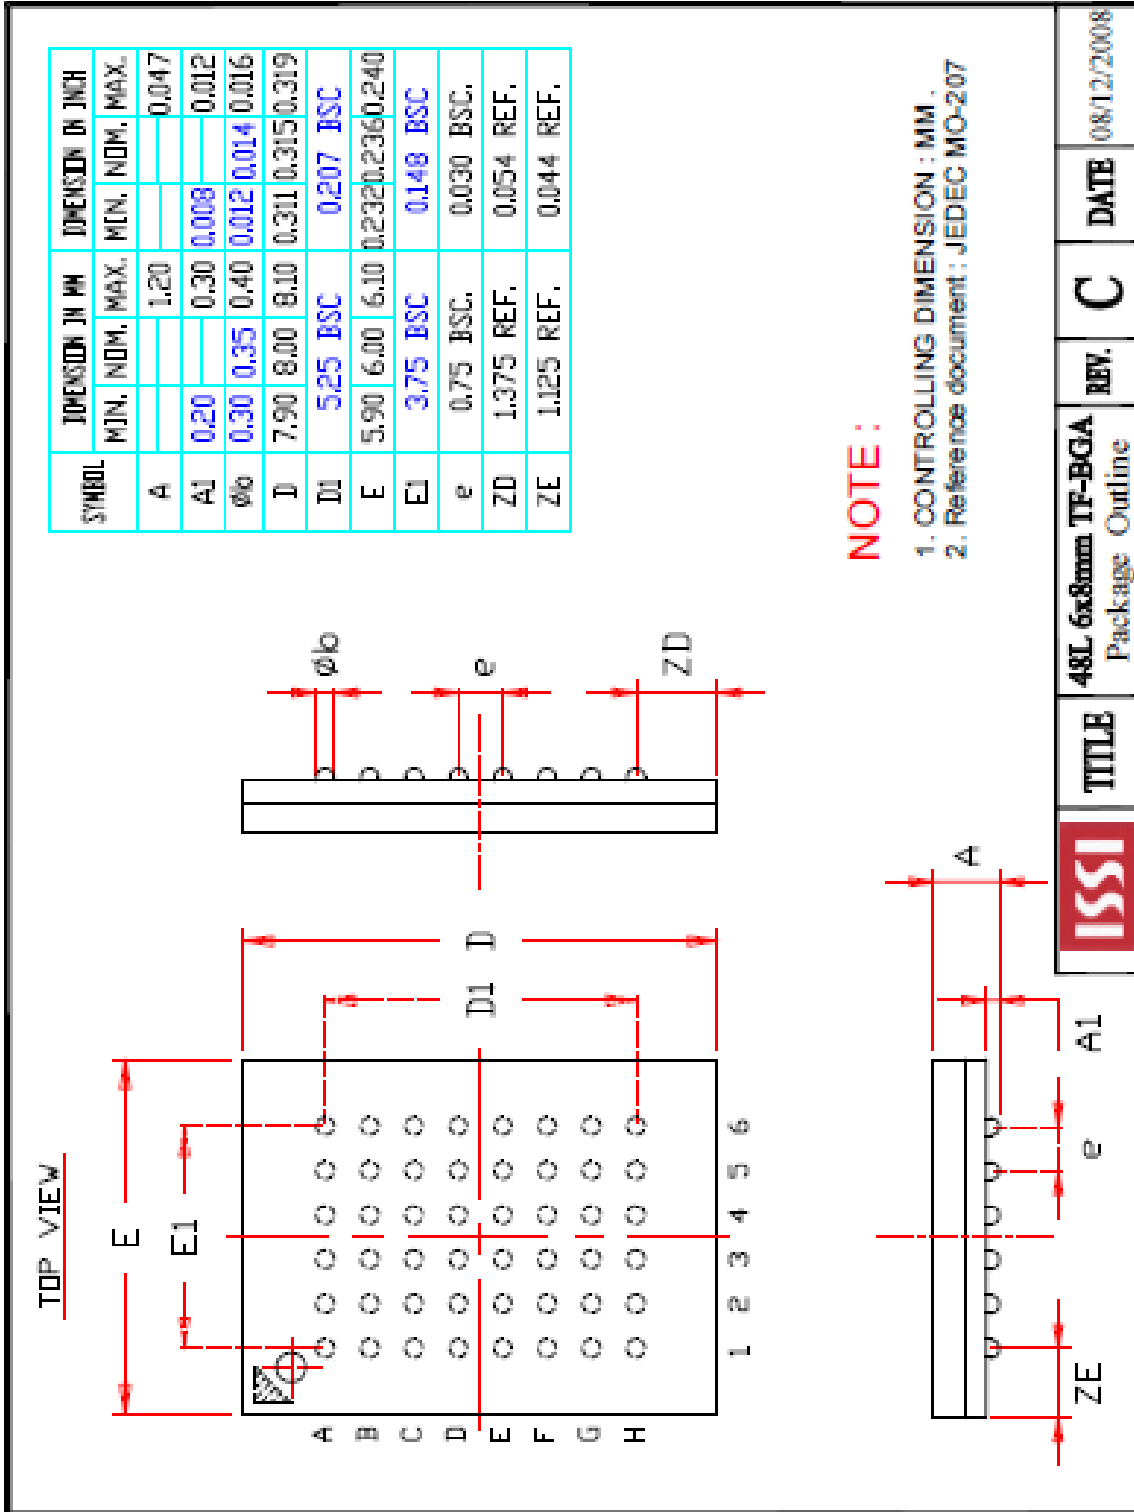 TOP VIEW
E
E1
A
B
C
D
E
F
G
H
1 2 3 4 5 6
D1
D
Øb
e
ZD
ZE
e
A1
A
SYMBOL DIMENSION IN MM DIMENSION IN INCH
MIN. NOM. MAX. MIN. NOM. MAX.
A 1.20 0.047
A1 0.20 0.30 0.008 0.012
Øb 0.30 0.35 0.40 0.012 0.014 0.016
D 7.90 8.00 8.10 0.311 0.315 0.319
D1 5.25 BSC 0.207 BSC
E 5.90 6.00 6.10 0.232 0.236 0.240
E1 3.75 BSC 0.148 BSC
e 0.75 BSC. 0.030 BSC.
ZD 1.375 REF. 0.054 REF.
ZE 1.125 REF. 0.044 REF.
NOTE :
1. CONTROLLING DIMENSION : MM .
2. Reference document : JEDEC MO-207
ISSI TITLE 48L 6x8mm TF-BGA
Package Outline
REV. C DATE 08/12/2008